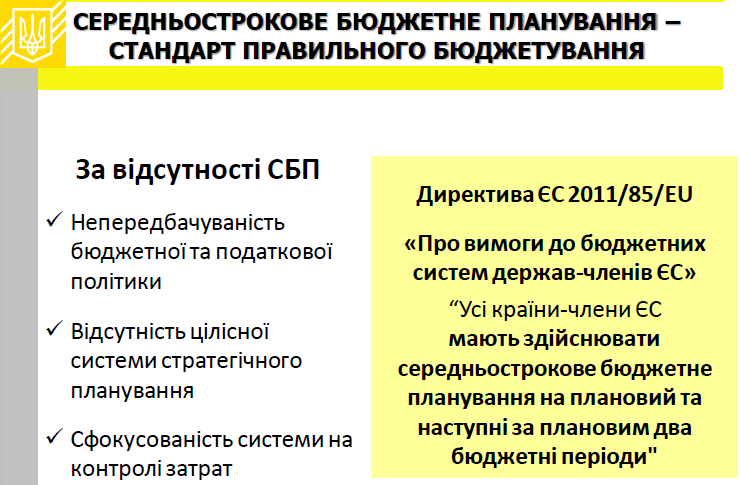 СЕРЕДНЬОСТРОКОВЕ БЮДЖЕТНЕ ПЛАНУВАННЯ –
СТАНДАРТ ПРАВИЛЬНОГО БЮДЖЕТУВАННЯ
За відсутності СБП
✓ Непередбачуваність
бюджетної та податкової
політики
✓ Відсутність цілісної
системи стратегічного
планування
✓ Сфокусованість системи на
контролі затрат
Директива ЄС 2011/85/EU
«Про вимоги до бюджетних
систем держав-членів ЄС»
“Усі країни-члени ЄС
мають здійснювати
середньострокове бюджетне
планування на плановий та
наступні за плановим два
бюджетні періоди"